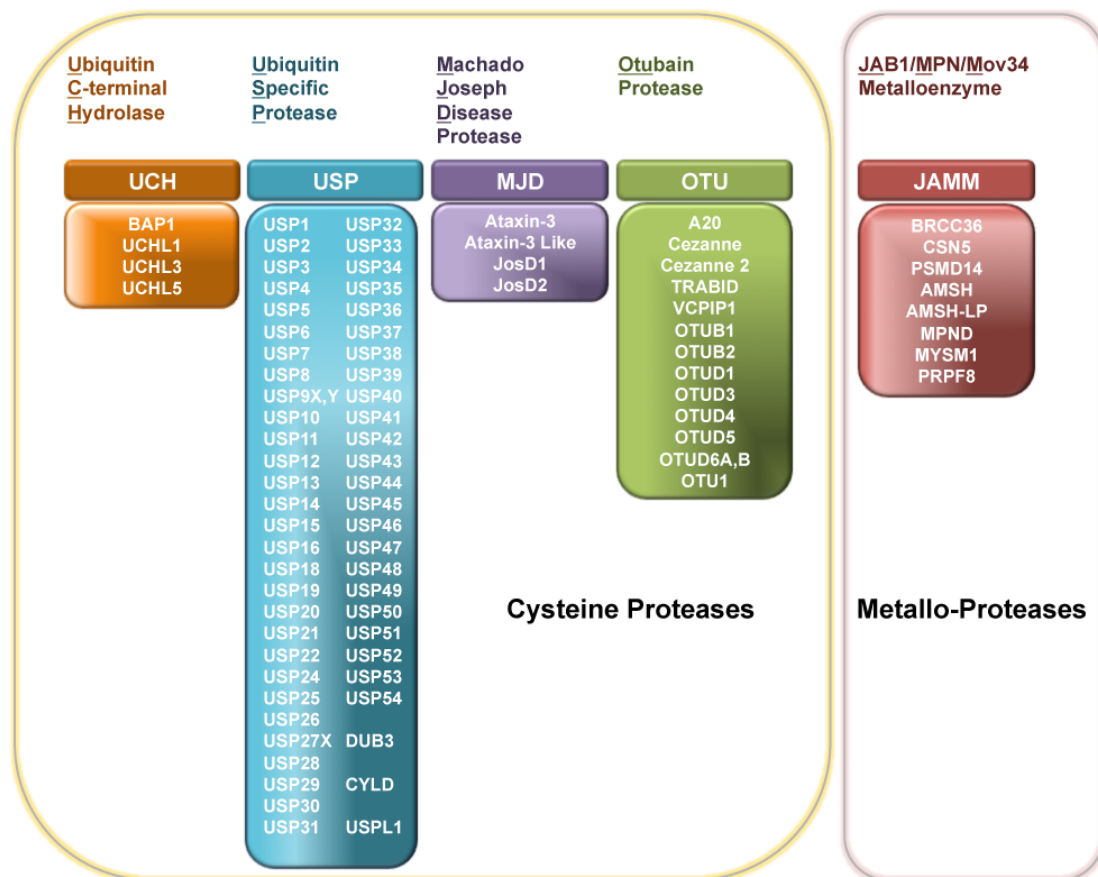 Ubiquitin
C-terminal
Hydrolase
UCH
BAP1
UCHL1
UCHL3
UCHL5
Ubiquitin
Specific
Protease
USP
USP1 USP32
USP2 USP33
USP3 USP34
USP4 USP35
USP5 USP36
USP6 USP37
USP7 USP38
USP8 USP39
USP9X,Y USP40
USP10 USP41
USP11 USP42
USP12 USP43
USP13 USP44
USP14 USP45
USP15 USP46
USP16 USP47
USP18 USP48
USP19 USP49
USP20 USP50
USP21 USP51
USP22 USP52
USP24 USP53
USP25 USP54
USP26
USP27X DUB3
USP28
USP29 CYLD
USP30
USP31 USPL1
Machado
Joseph
Disease
Protease
MJD
Ataxin-3
Ataxin-3 Like
JosD1
JosD2
Otubain
Protease
OTU
A20
Cezanne
Cezanne 2
TRABID
VCPIP1
OTUB1
OTUB2
OTUD1
OTUD3
OTUD4
OTUD5
OTUD6A,B
OTU1
Cysteine Proteases
JAB1/MPN/Mov34
Metalloenzyme
JAMM
BRCC36
CSN5
PSMD14
AMSH
AMSH-LP
MPND
MYSM1
PRPF8
Metallo-Proteases